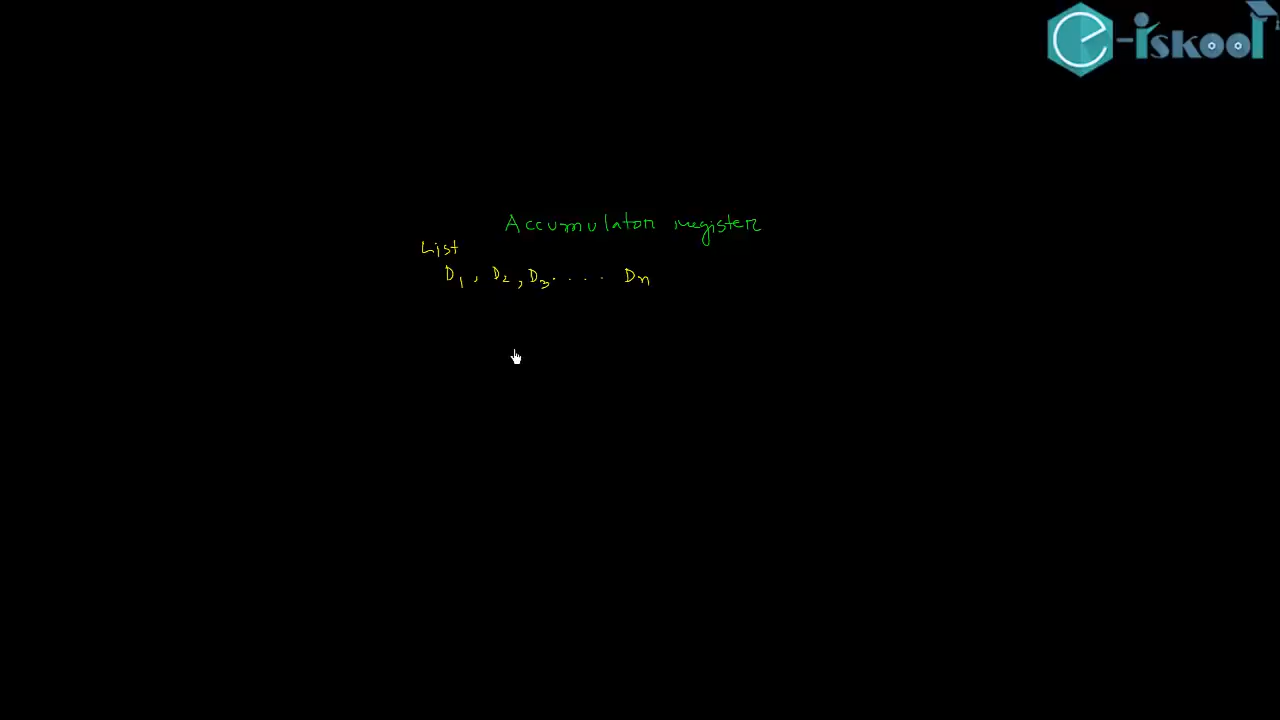 e-iskool
Accumulator register
List
D1, D2, D3.... Dn